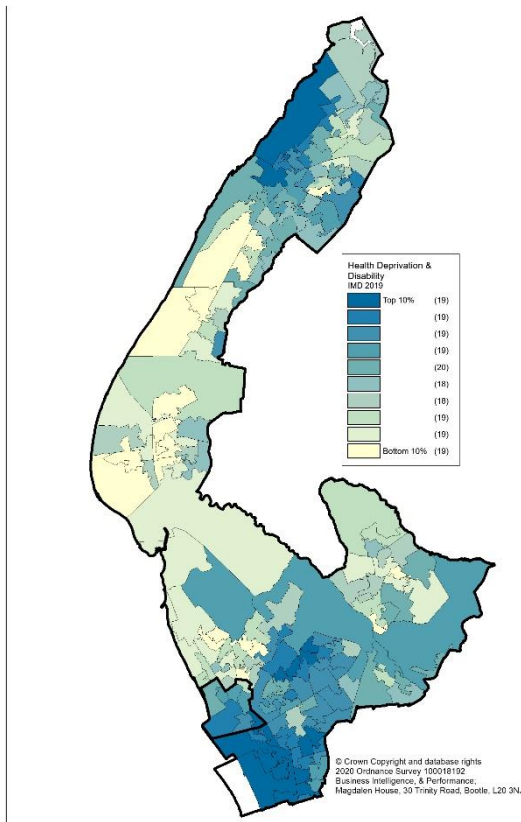 Health Deprivation &
Disability
IMD 2019
Top 10% (19)
(19)
(19)
(19)
(20)
(18)
(18)
(19)
(19)
Bottom 10% (19)
© Crown Copyright and database rights
2020 Ordnance Survey 100018192
Business Intelligence, & Performance,
Magdalen House, 30 Trinity Road, Bootle, L20 3NJ